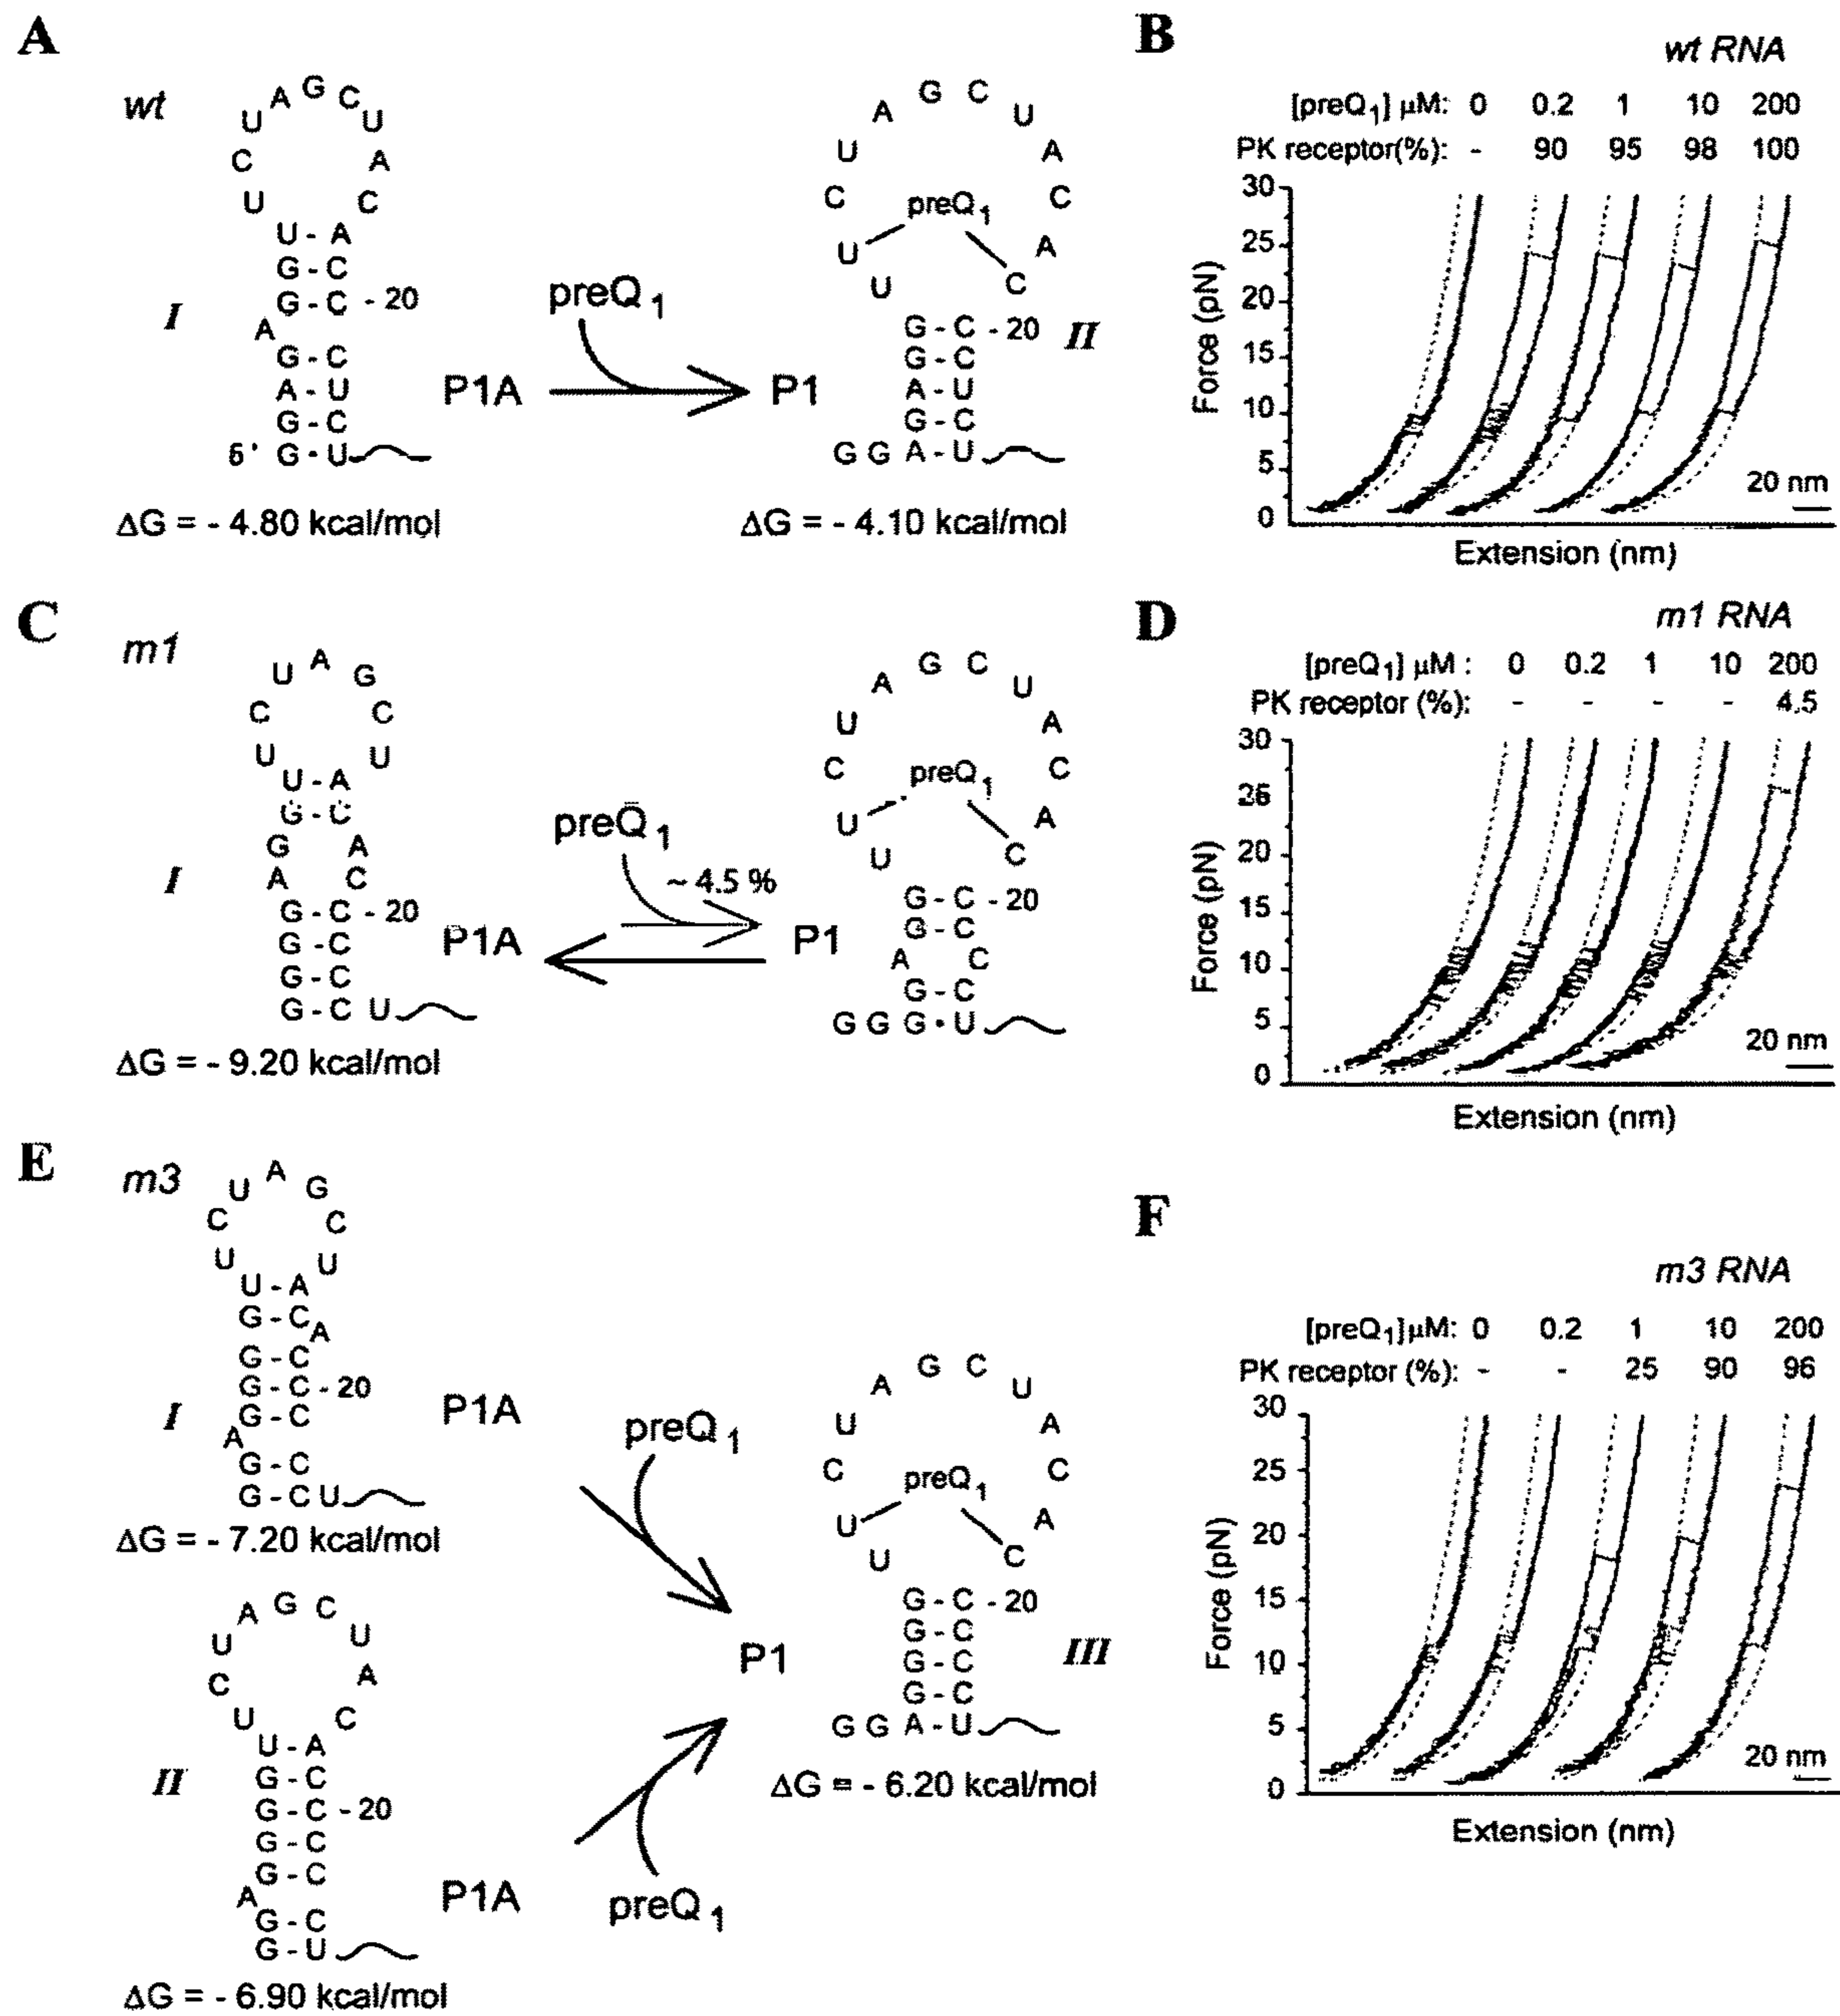 A
wt
U A G C U
C A
U C
U - A
G - C
G - C - 20
I
A
G - C
A - U
G - C
5' G · U
P1A
preQ1
ΔG = - 4.80 kcal/mol
A G C U
U A
C C
preQ1
U A
U C
G - C - 20
G - C
A - U
G - C
G G A - U
P1
II
ΔG = - 4.10 kcal/mol
B
wt RNA
[preQ1] μM: 0 0.2 1 10 200
PK receptor(%): - 90 95 98 100
30
25
20
15
10
5
0
Force (pN)
20 nm
Extension (nm)
C
m1
U A G
C C
U U
U - A
G - C
G A
A C
I
G - C - 20
G - C
G - C
G - C U
P1A
preQ1
~ 4.5 %
P1
ΔG = - 9.20 kcal/mol
A G C U
U A
C C
preQ1
U A
U C
G - C - 20
G - C
A C
G - C
G G G · U
D
m1 RNA
[preQ1] μM : 0 0.2 1 10 200
PK receptor (%): - - - - 4.5
30
25
20
15
10
5
0
Force (pN)
20 nm
Extension (nm)
E
m3
U A G
C C
U U
U - A
G - C
A
G - C
G - C - 20
G - C
I
A
G - C
G - C U
P1A
preQ1
ΔG = - 7.20 kcal/mol
A G C
U U
C A
U C
U - A
G - C
G - C - 20
G - C
G - C
II
A
G - C
G - U
P1A
preQ1
ΔG = - 6.90 kcal/mol
A G C U
U A
C C
preQ1
U A
U C
G - C - 20
G - C
G - C
G - C
G G A - U
P1
III
ΔG = - 6.20 kcal/mol
F
m3 RNA
[preQ1]μM: 0 0.2 1 10 200
PK receptor (%): - - 25 90 96
30
25
20
15
10
5
0
Force (pN)
20 nm
Extension (nm)